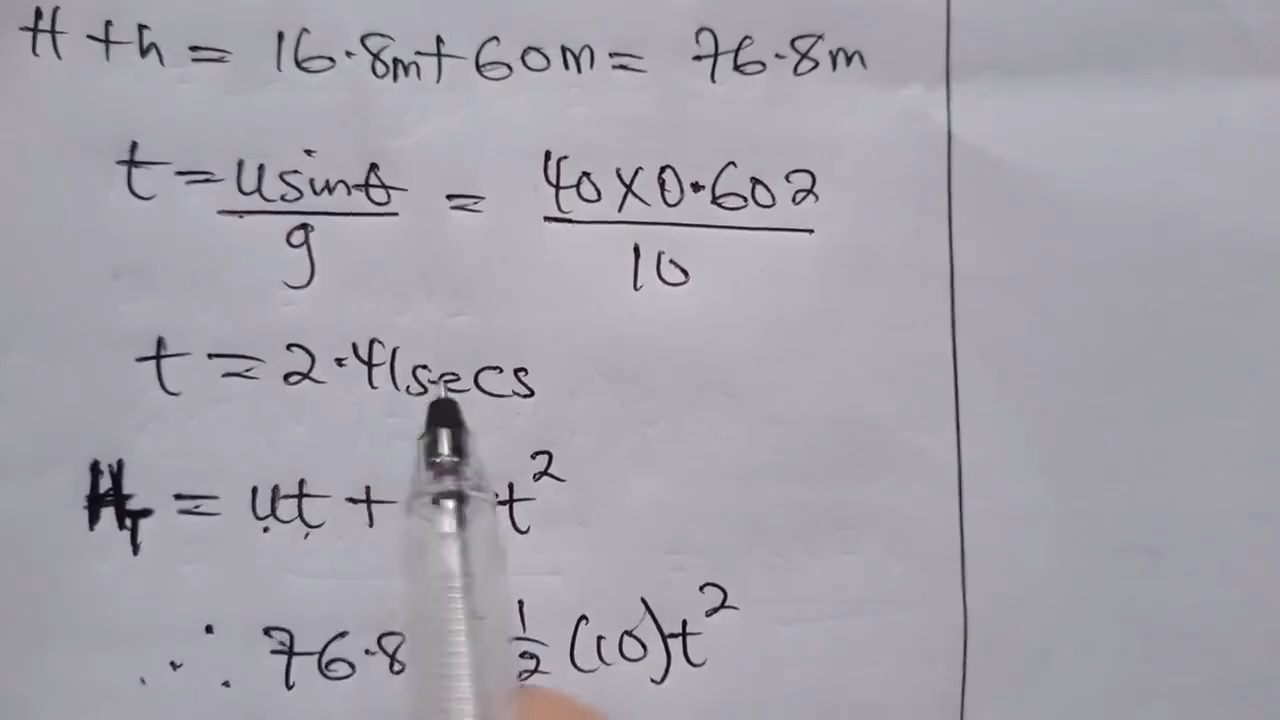 H + h = 16.8m + 60m = 76.8m
t = usinθ/g = 40 × 0.602/10
t = 2.41secs
H_T = ut + t²
∴ 76.8 ½ (10)t²